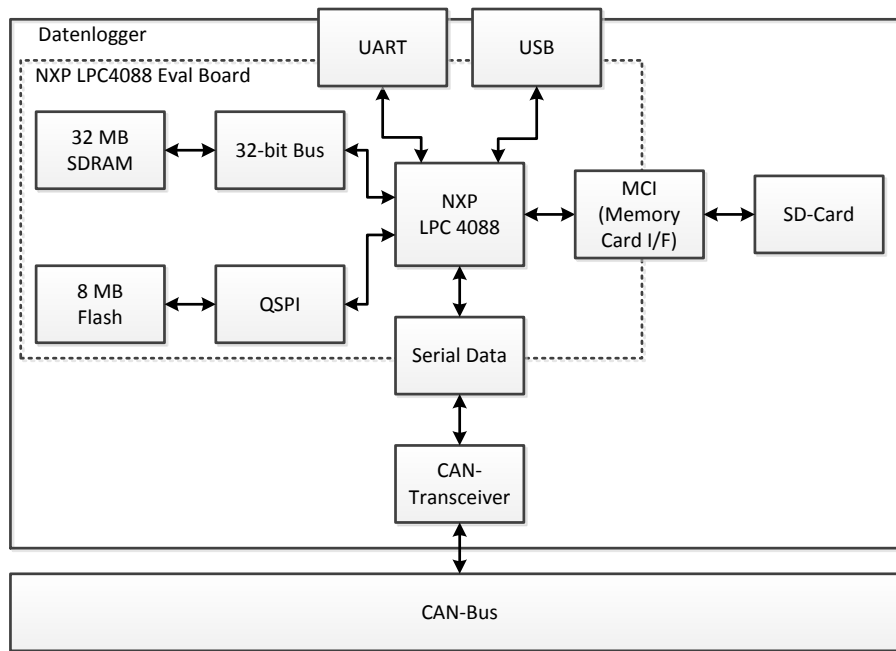 Datenlogger
UART
USB
NXP LPC4088 Eval Board
32 MB
SDRAM
32-bit Bus
NXP
LPC 4088
MCI
(Memory
Card I/F)
SD-Card
8 MB
Flash
QSPI
Serial Data
CAN-
Transceiver
CAN-Bus